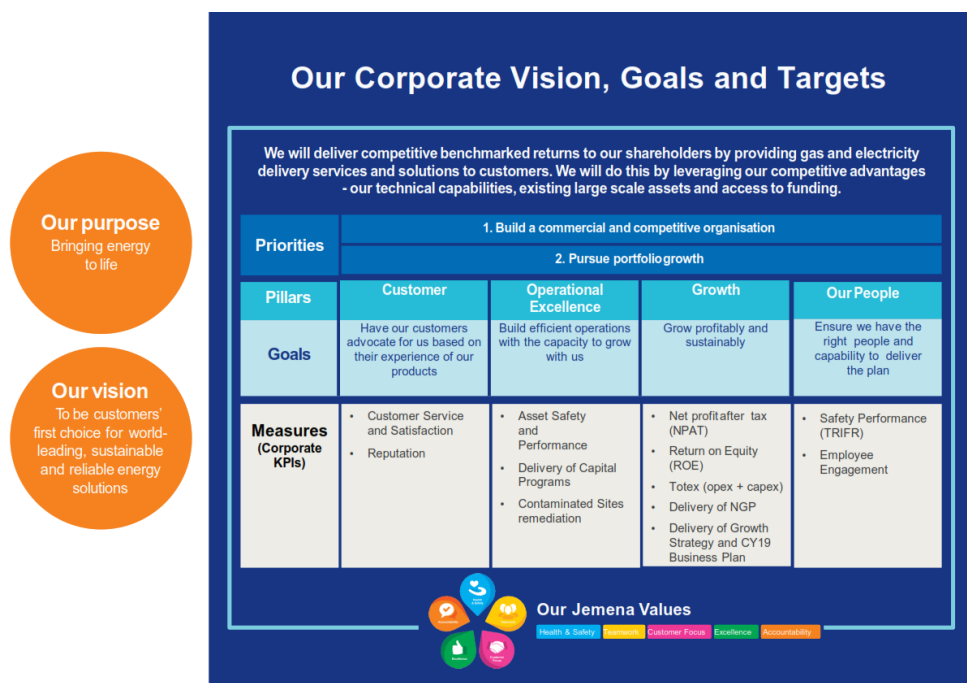 Our Corporate Vision, Goals and Targets
Our purpose
Bringing energy
to life
Our vision
To be customers'
first choice for world-
leading, sustainable
and reliable energy
solutions
We will deliver competitive benchmarked returns to our shareholders by providing gas and electricity
delivery services and solutions to customers. We will do this by leveraging our competitive advantages
- our technical capabilities, existing large scale assets and access to funding.
Priorities
1. Build a commercial and competitive organisation
2. Pursue portfolio growth
Pillars
Customer
Operational
Excellence
Growth
Our People
Goals
Have our customers
advocate for us based on
their experience of our
products
Build efficient operations
with the capacity to grow
with us
Grow profitably and
sustainably
Ensure we have the
right people and
capability to deliver
the plan
Measures
(Corporate
KPIs)
• Customer Service
and Satisfaction
• Reputation
• Asset Safety
and
Performance
• Delivery of Capital
Programs
• Contaminated Sites
remediation
• Net profit after tax
(NPAT)
• Return on Equity
(ROE)
• Totex (opex + capex)
• Delivery of NGP
• Delivery of Growth
Strategy and CY19
Business Plan
• Safety Performance
(TRIFR)
• Employee
Engagement
Health
& Safety
Accountability
Teamwork
Excellence
Customer
Focus
Our Jemena Values
Health & Safety
Teamwork
Customer Focus
Excellence
Accountability